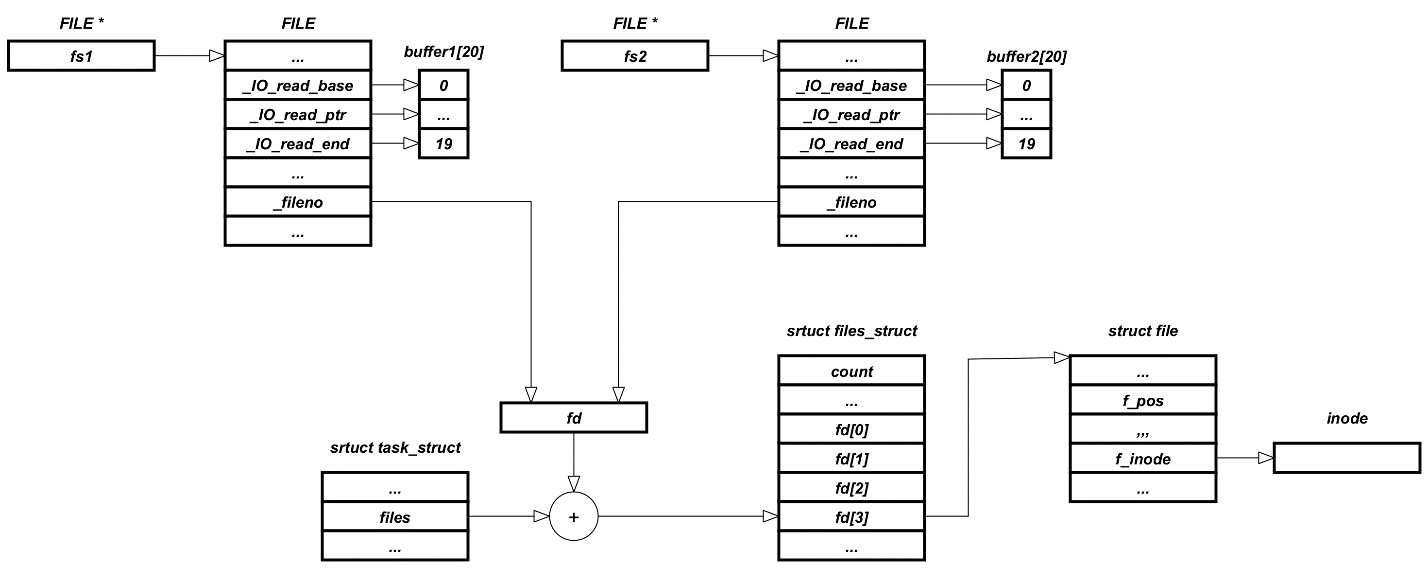 FILE *
fs1
FILE
...
_IO_read_base
_IO_read_ptr
_IO_read_end
...
_fileno
...
buffer1[20]
0
...
19
FILE *
fs2
FILE
...
_IO_read_base
_IO_read_ptr
_IO_read_end
...
_fileno
...
buffer2[20]
0
...
19
fd
srtuct task_struct
...
files
...
+
srtuct files_struct
count
...
fd[0]
fd[1]
fd[2]
fd[3]
...
struct file
...
f_pos
,,,
f_inode
...
inode